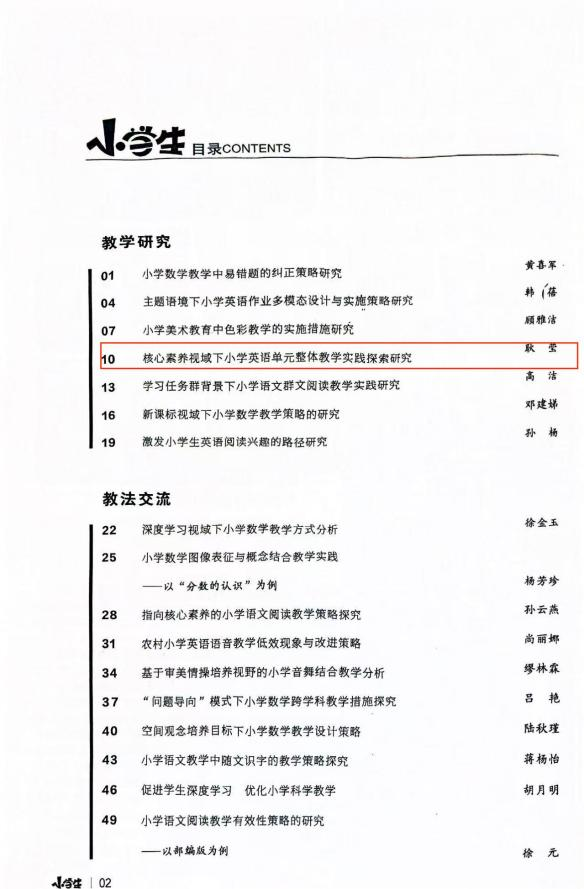 小学生 目录CONTENTS
教学研究
01 小学数学教学中易错题的纠正策略研究 黄喜军
04 主题语境下小学英语作业多模态设计与实施策略研究 韩蓓
07 小学美术教育中色彩教学的实施措施研究 顾雅洁
10 核心素养视域下小学英语单元整体教学实践探索研究 耿莹
13 学习任务群背景下小学语文群文阅读教学实践研究 高洁
16 新课标视域下小学数学教学策略的研究 邓建娣
19 激发小学生英语阅读兴趣的路径研究 孙杨
教法交流
22 深度学习视域下小学数学教学方式分析 徐金玉
25 小学数学图像表征与概念结合教学实践
——以“分数的认识”为例 杨芳珍
28 指向核心素养的小学语文阅读教学策略探究 孙云燕
31 农村小学英语语音教学低效现象与改进策略 尚丽娜
34 基于审美情操培养视野的小学音舞结合教学分析 缪林霖
37 “问题导向”模式下小学数学跨学科教学措施探究 吕艳
40 空间观念培养目标下小学数学教学设计策略 陆秋瑾
43 小学语文教学中随文识字的教学策略探究 蒋杨怡
46 促进学生深度学习 优化小学科学教学 胡月明
49 小学语文阅读教学有效性策略的研究
——以部编版为例 徐元
小学生 | 02